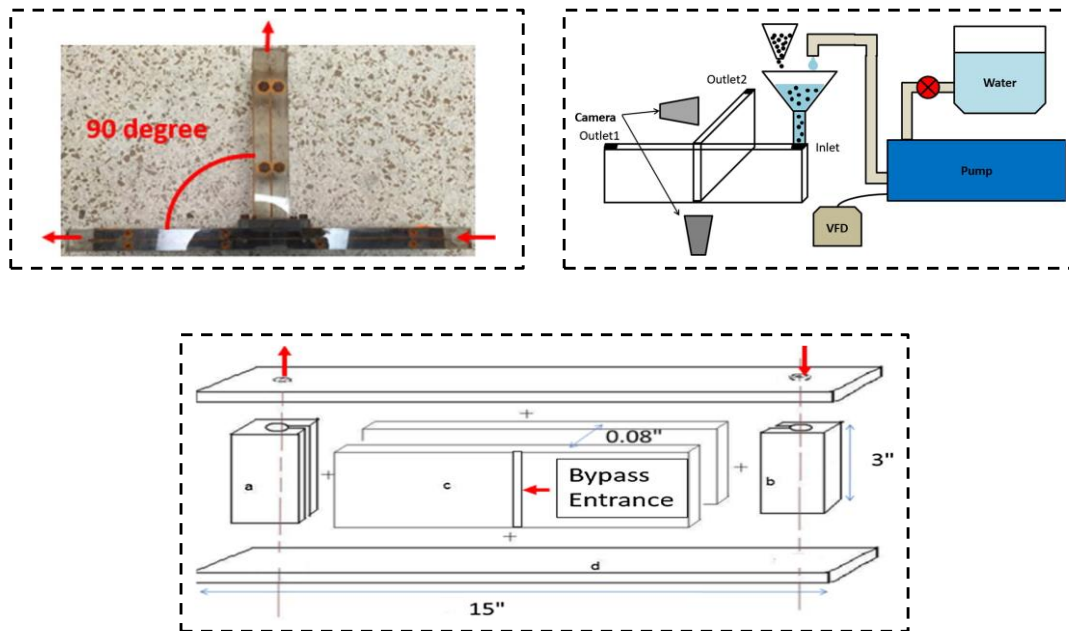 90 degree
Outlet2
Water
Camera
Outlet1
Inlet
Pump
VFD
0.08"
3"
a
c
Bypass
Entrance
b
d
15"